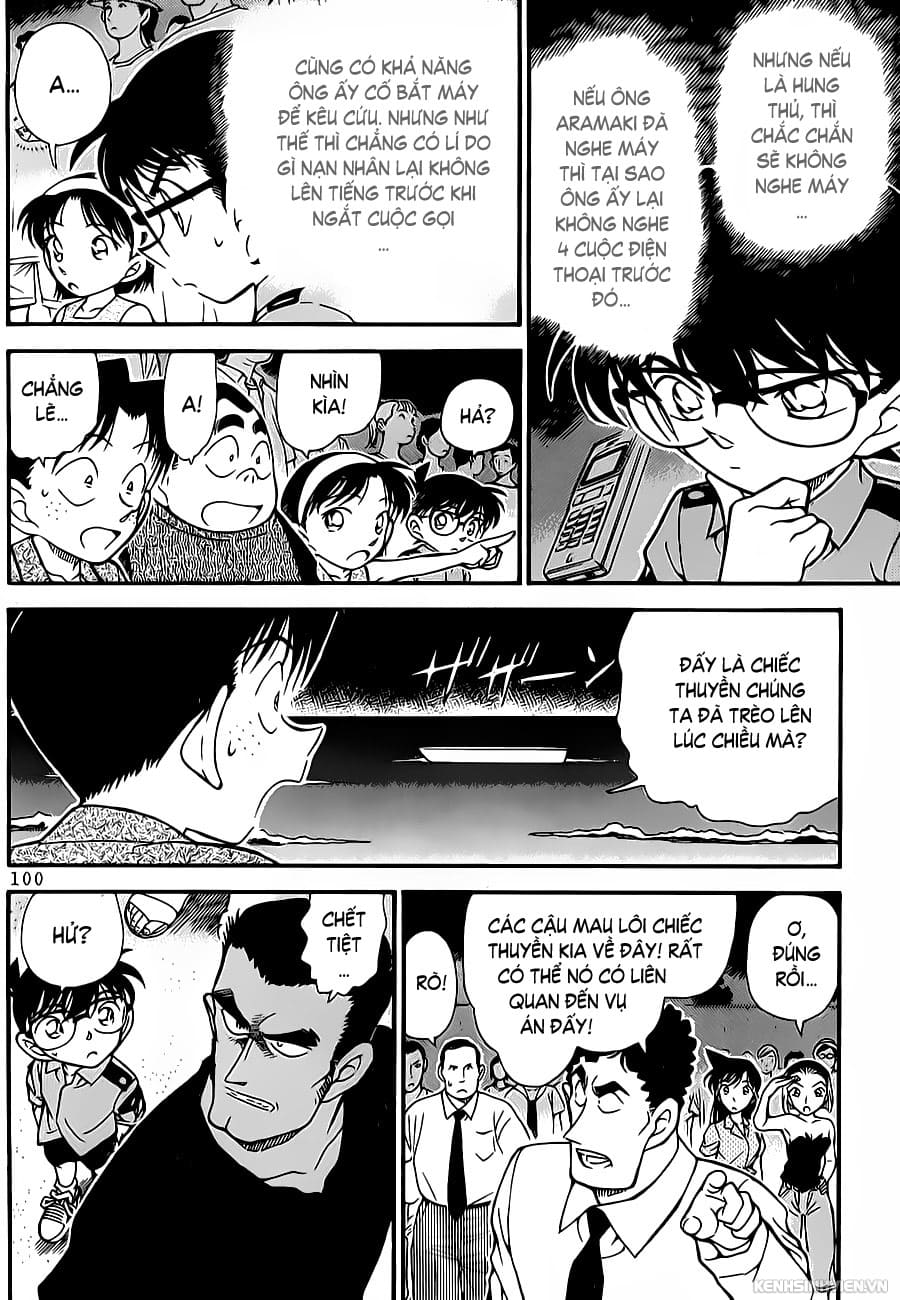 NHƯNG NẾU
LÀ HUNG
THỦ, THÌ
CHẮC CHẮN
SẼ KHÔNG
NGHE MÁY
...
NẾU ÔNG
ARAMAKI ĐÃ
NGHE MÁY
THÌ TẠI SAO
ÔNG ẤY LẠI
KHÔNG NGHE
4 CUỘC ĐIỆN
THOẠI TRƯỚC
ĐÓ...
CŨNG CÓ KHẢ NĂNG
ÔNG ẤY CỐ BẮT MÁY
ĐỂ KÊU CỨU. NHƯNG NHƯ
THẾ THÌ CHẲNG CÓ LÍ DO
GÌ NẠN NHÂN LẠI KHÔNG
LÊN TIẾNG TRƯỚC KHI
NGẮT CUỘC GỌI
...
A...
HẢ?
NHÌN
KÌA!
A!
CHẲNG
LẼ...
ザザーン
ĐẤY LÀ CHIẾC
THUYỀN CHÚNG
TA ĐÃ TRÈO LÊN
LÚC CHIỀU MÀ?
100
Ơ,
ĐÚNG
RỒI...
CÁC CẬU MAU LÔI CHIẾC
THUYỀN KIA VỀ ĐÂY! RẤT
CÓ THỂ NÓ CÓ LIÊN
QUAN ĐẾN VỤ
ÁN ĐẤY!
RÕ!
CHẾT
TIỆT
...
HỬ?
KENHSINHVIEN.VN